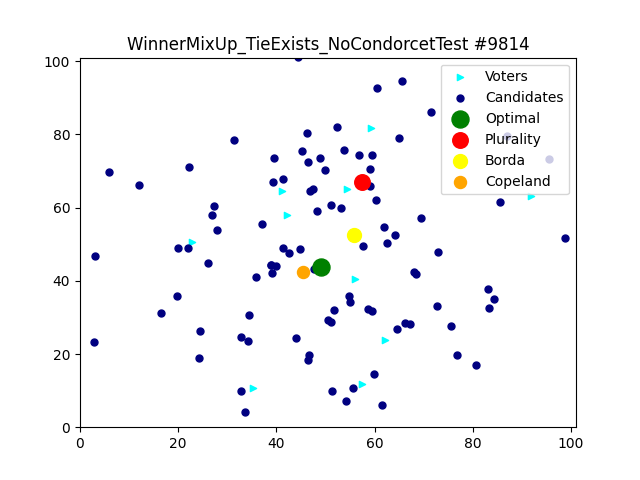 WinnerMixUp_TieExists_NoCondorcetTest #9814
100
80
60
40
20
0
0
20
40
60
80
100
Voters
Candidates
Optimal
Plurality
Borda
Copeland